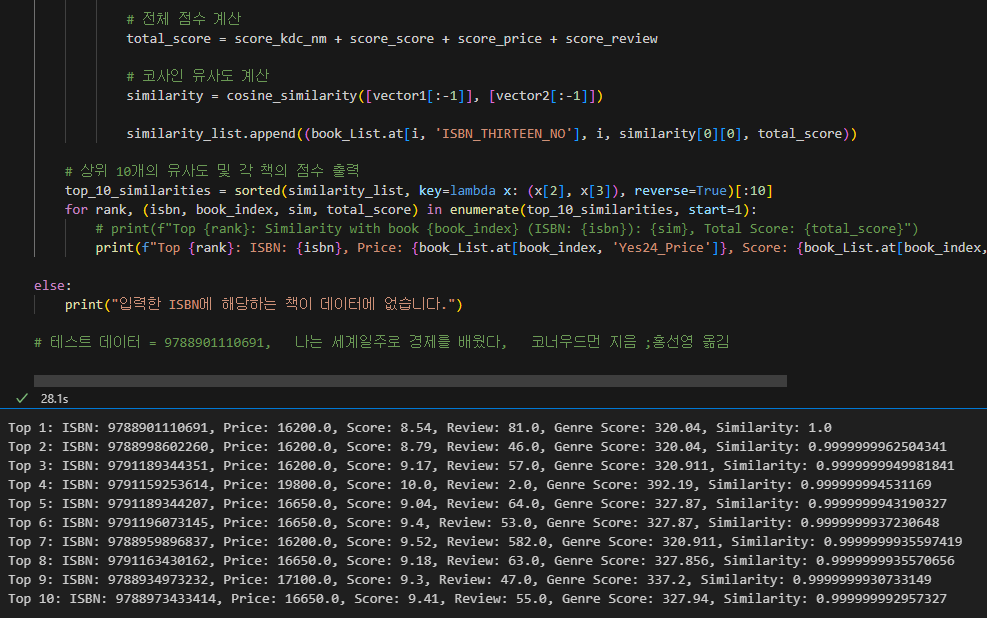 # 전체 점수 계산
total_score = score_kdc_nm + score_score + score_price + score_review
# 코사인 유사도 계산
similarity = cosine_similarity([vector1[:-1]], [vector2[:-1]])
similarity_list.append((book_List.at[i, 'ISBN_THIRTEEN_NO'], i, similarity[0][0], total_score))
# 상위 10개의 유사도 및 각 책의 점수 출력
top_10_similarities = sorted(similarity_list, key=lambda x: (x[2], x[3]), reverse=True)[:10]
for rank, (isbn, book_index, sim, total_score) in enumerate(top_10_similarities, start=1):
# print(f"Top {rank}: Similarity with book {book_index} (ISBN: {isbn}): {sim}, Total Score: {total_score}")
print(f"Top {rank}: ISBN: {isbn}, Price: {book_List.at[book_index, 'Yes24_Price']}, Score: {book_List.at[book_index,
else:
print("입력한 ISBN에 해당하는 책이 데이터에 없습니다.")
# 테스트 데이터 = 9788901110691, 나는 세계일주로 경제를 배웠다, 코너우드먼 지음 ;홍선영 옮김
28.1s
Top 1: ISBN: 9788901110691, Price: 16200.0, Score: 8.54, Review: 81.0, Genre Score: 320.04, Similarity: 1.0
Top 2: ISBN: 9788998602260, Price: 16200.0, Score: 8.79, Review: 46.0, Genre Score: 320.04, Similarity: 0.9999999962504341
Top 3: ISBN: 9791189344351, Price: 16200.0, Score: 9.17, Review: 57.0, Genre Score: 320.911, Similarity: 0.9999999949981841
Top 4: ISBN: 9791159253614, Price: 19800.0, Score: 10.0, Review: 2.0, Genre Score: 392.19, Similarity: 0.999999994531169
Top 5: ISBN: 9791189344207, Price: 16650.0, Score: 9.04, Review: 64.0, Genre Score: 327.87, Similarity: 0.9999999943190327
Top 6: ISBN: 9791196073145, Price: 16650.0, Score: 9.4, Review: 53.0, Genre Score: 327.87, Similarity: 0.9999999937230648
Top 7: ISBN: 9788959896837, Price: 16200.0, Score: 9.52, Review: 582.0, Genre Score: 320.911, Similarity: 0.9999999935597419
Top 8: ISBN: 9791163430162, Price: 16650.0, Score: 9.18, Review: 63.0, Genre Score: 327.856, Similarity: 0.9999999935570656
Top 9: ISBN: 9788934973232, Price: 17100.0, Score: 9.3, Review: 47.0, Genre Score: 337.2, Similarity: 0.9999999930733149
Top 10: ISBN: 9788973433414, Price: 16650.0, Score: 9.41, Review: 55.0, Genre Score: 327.94, Similarity: 0.999999992957327